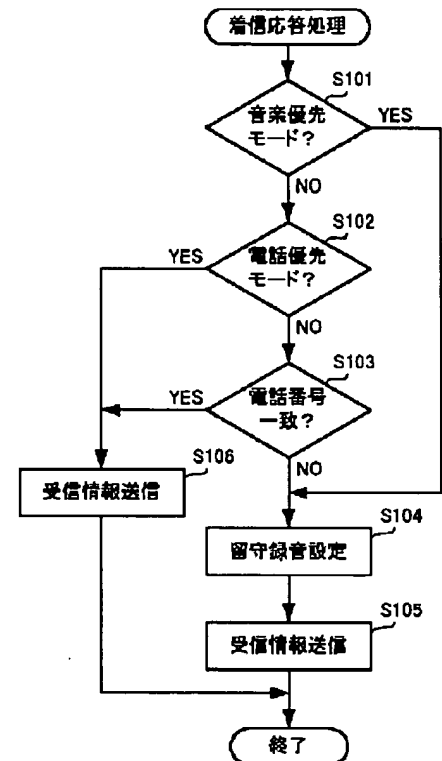 着信応答処理
S101
音楽優先
モード?
YES
NO
S102
電話優先
モード?
YES
NO
S103
電話番号
一致?
YES
NO
S106
受信情報送信
S104
留守録音設定
S105
受信情報送信
終了